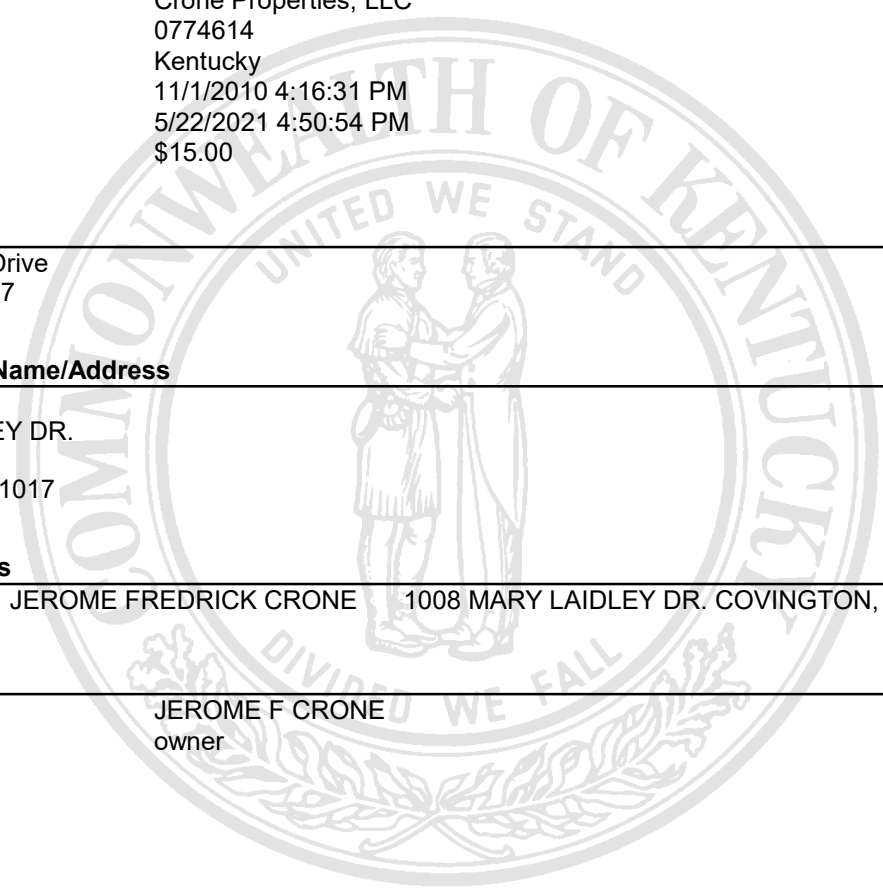 Crone Properties, LLC
0774614
Kentucky
11/1/2010 4:16:31 PM
5/22/2021 4:50:54 PM
$15.00
COMMONWEALTH OF KENTUCKY
UNITED WE STAND
Drive
7
Name/Address
EY DR.
1017
s
JEROME FREDRICK CRONE 1008 MARY LAIDLEY DR. COVINGTON,
DIVIDED WE FALL
JEROME F CRONE
owner